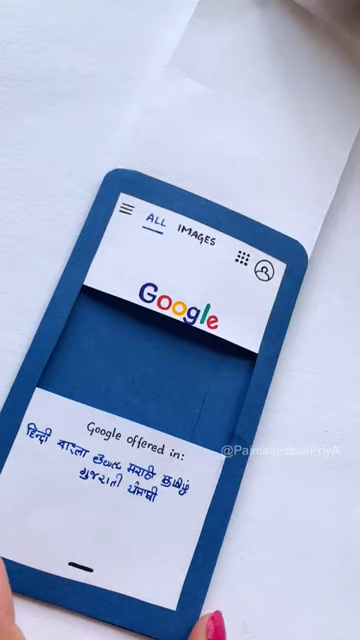 ALL IMAGES
Google
Google offered in:
हिन्दी বাংলা తెలుగు मराठी தமிழ்
ગુજરાતી ਪੰਜਾਬੀ